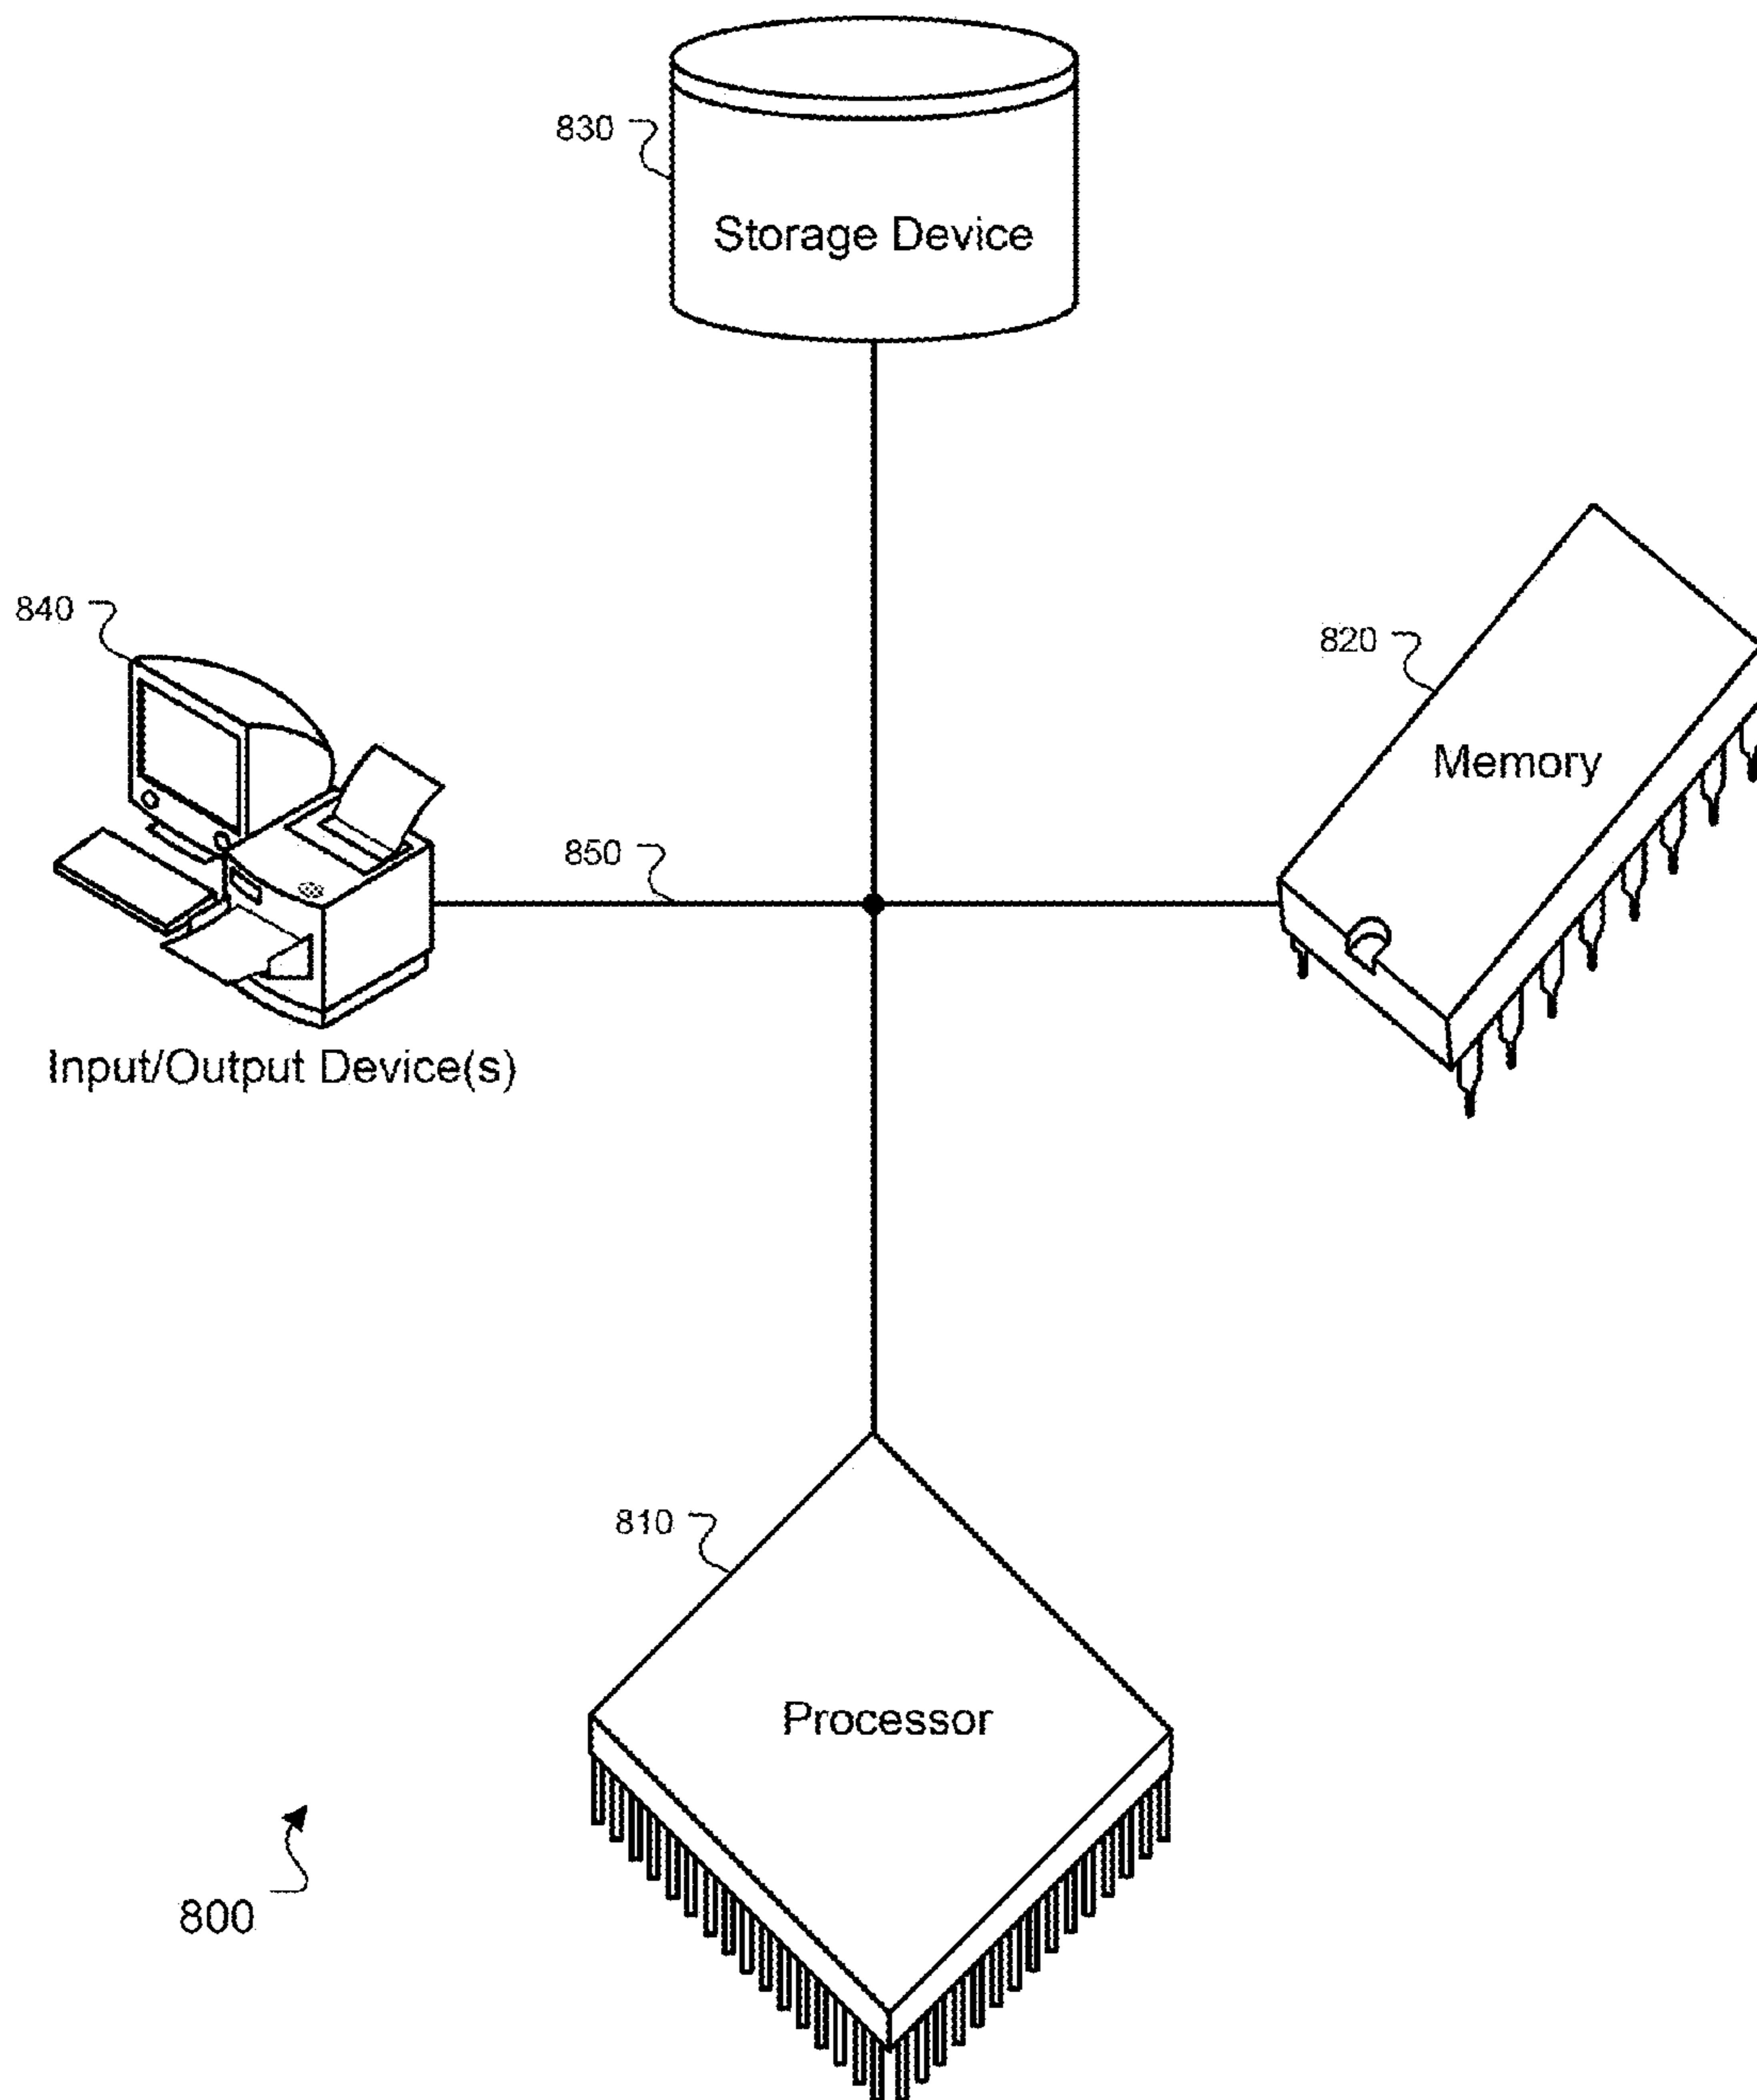 830
Storage Device
840
820
Memory
850
Input/Output Device(s)
810
Processor
800